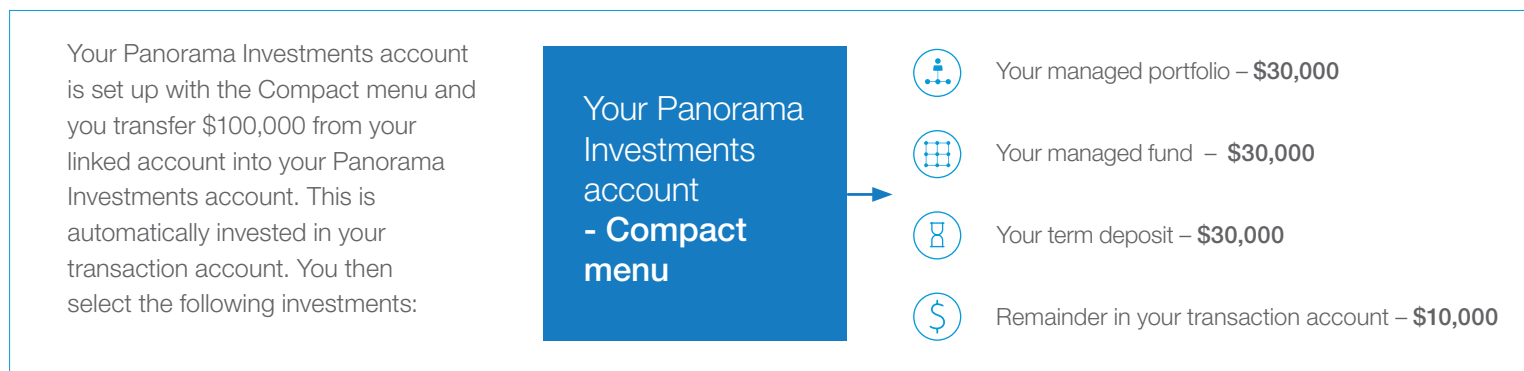 Your Panorama Investments account
is set up with the Compact menu and
you transfer $100,000 from your
linked account into your Panorama
Investments account. This is
automatically invested in your
transaction account. You then
select the following investments:
Your Panorama
Investments
account
- Compact
menu
Your managed portfolio – $30,000
Your managed fund – $30,000
Your term deposit – $30,000
Remainder in your transaction account – $10,000